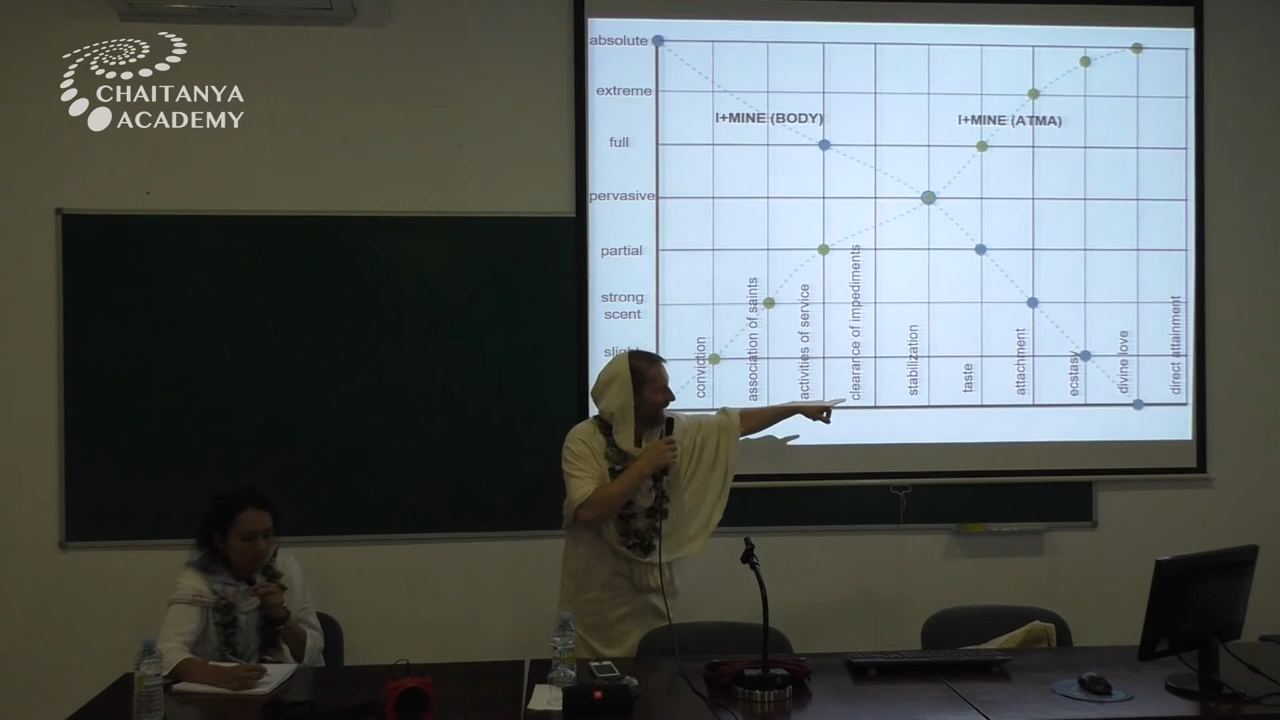 CHAITANYA
ACADEMY
absolute
extreme
full
pervasive
partial
strong
scent
I+MINE (BODY)
I+MINE (ATMA)
conviction
association of saints
activities of service
clearance of impediments
stabilization
taste
attachment
ecstasy
divine love
direct attainment